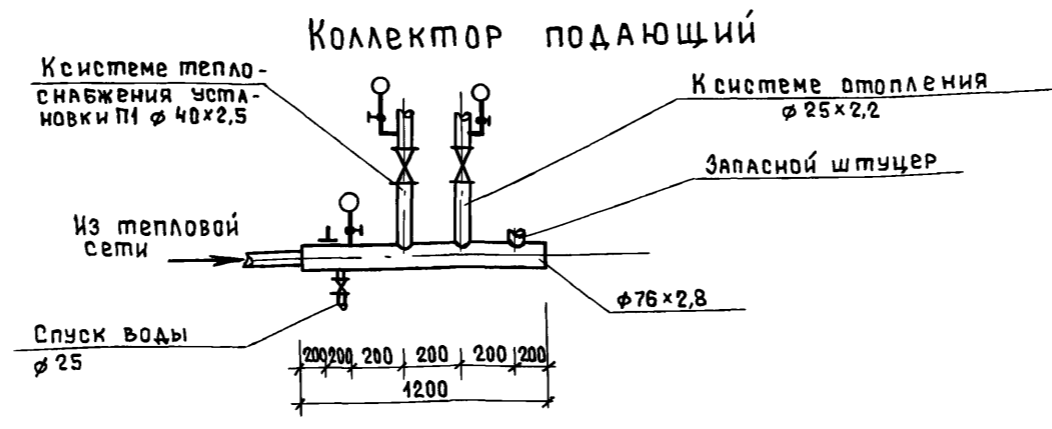 Коллектор подающий
К системе тепло-
снабжения уста-
новки П1 ϕ 40×2,5
К системе отопления
ϕ 25×2,2
Запасной штуцер
Из тепловой
сети
ϕ76×2,8
Спуск воды
ϕ 25
200 200 200 200 200 200
1200